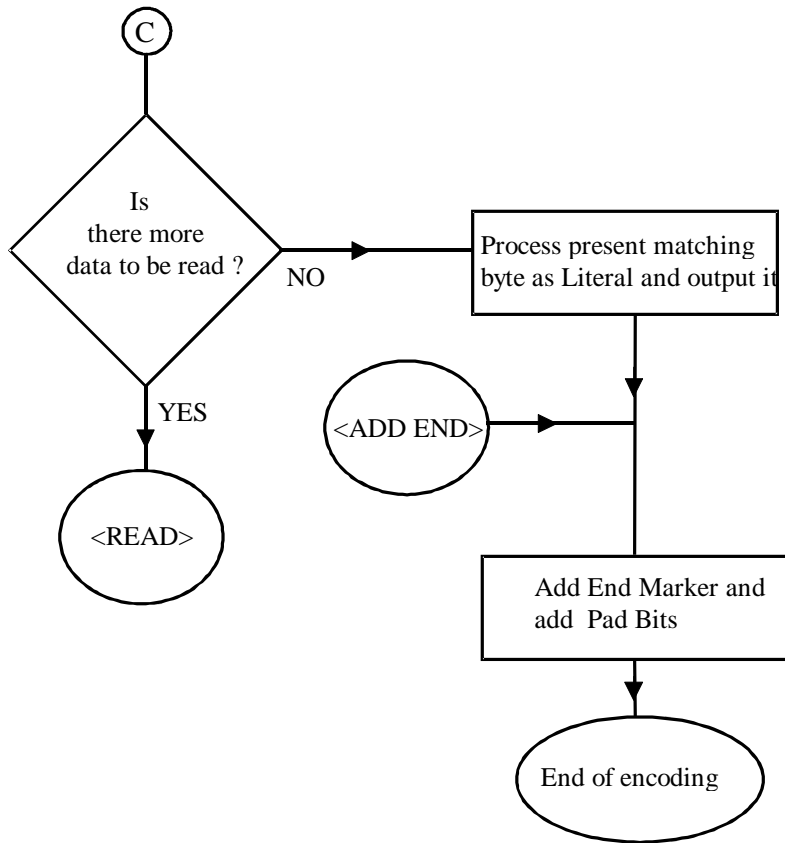 C
Is
there more
data to be read ?
NO
YES
<READ>
Process present matching
byte as Literal and output it
<ADD END>
Add End Marker and
add Pad Bits
End of encoding